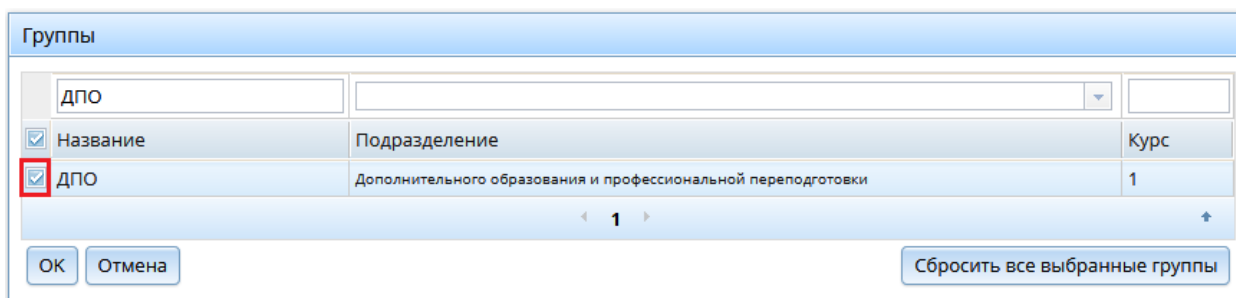 Группы
ДПО
Название Подразделение Курс
ДПО Дополнительного образования и профессиональной переподготовки 1
1
OK Отмена Сбросить все выбранные группы